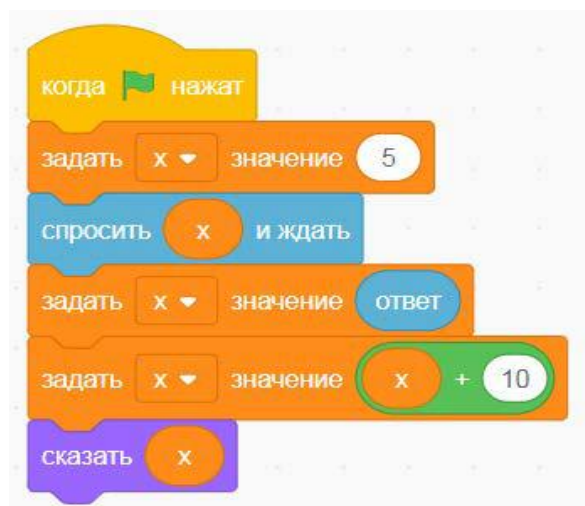 когда нажат
задать x значение 5
спросить x и ждать
задать x значение ответ
задать x значение x + 10
сказать x